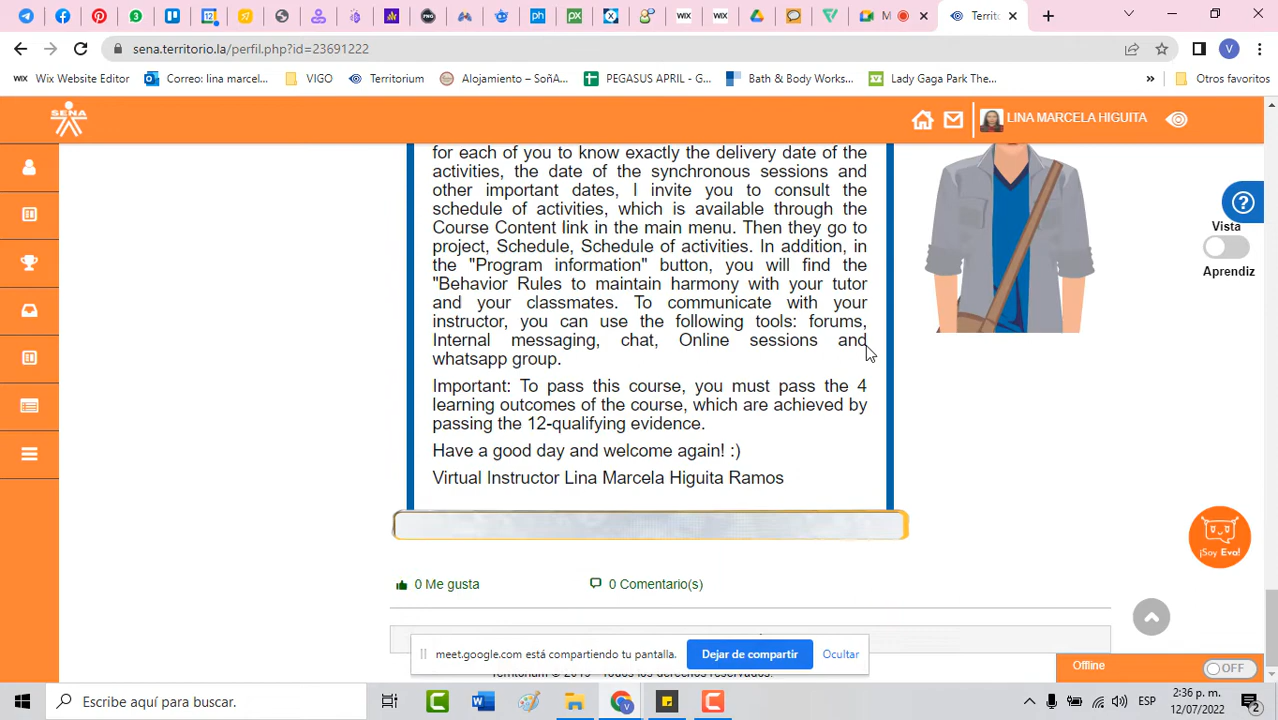 M
Territo
sena.territorio.la/perfil.php?id=23691222
V
Wix Website Editor
Correo: lina marcel...
VIGO
Territorium
Alojamiento – SoñA...
PEGASUS APRIL - G...
Bath & Body Works...
Lady Gaga Park The...
»
Otros favoritos
SENA
LINA MARCELA HIGUITA
for each of you to know exactly the delivery date of the
activities, the date of the synchronous sessions and
other important dates, I invite you to consult the
schedule of activities, which is available through the
Course Content link in the main menu. Then they go to
project, Schedule, Schedule of activities. In addition, in
the "Program information" button, you will find the
"Behavior Rules to maintain harmony with your tutor
and your classmates. To communicate with your
instructor, you can use the following tools: forums,
Internal messaging, chat, Online sessions and
whatsapp group.
Important: To pass this course, you must pass the 4
learning outcomes of the course, which are achieved by
passing the 12-qualifying evidence.
Have a good day and welcome again! :)
Virtual Instructor Lina Marcela Higuita Ramos
Vista
Aprendiz
¡Soy Eva!
0 Me gusta
0 Comentario(s)
meet.google.com está compartiendo tu pantalla.
Dejar de compartir
Ocultar
Territorium © 2019 - Todos los derechos reservados.
Offline
OFF
Escribe aquí para buscar.
ESP
2:36 p. m.
12/07/2022
2